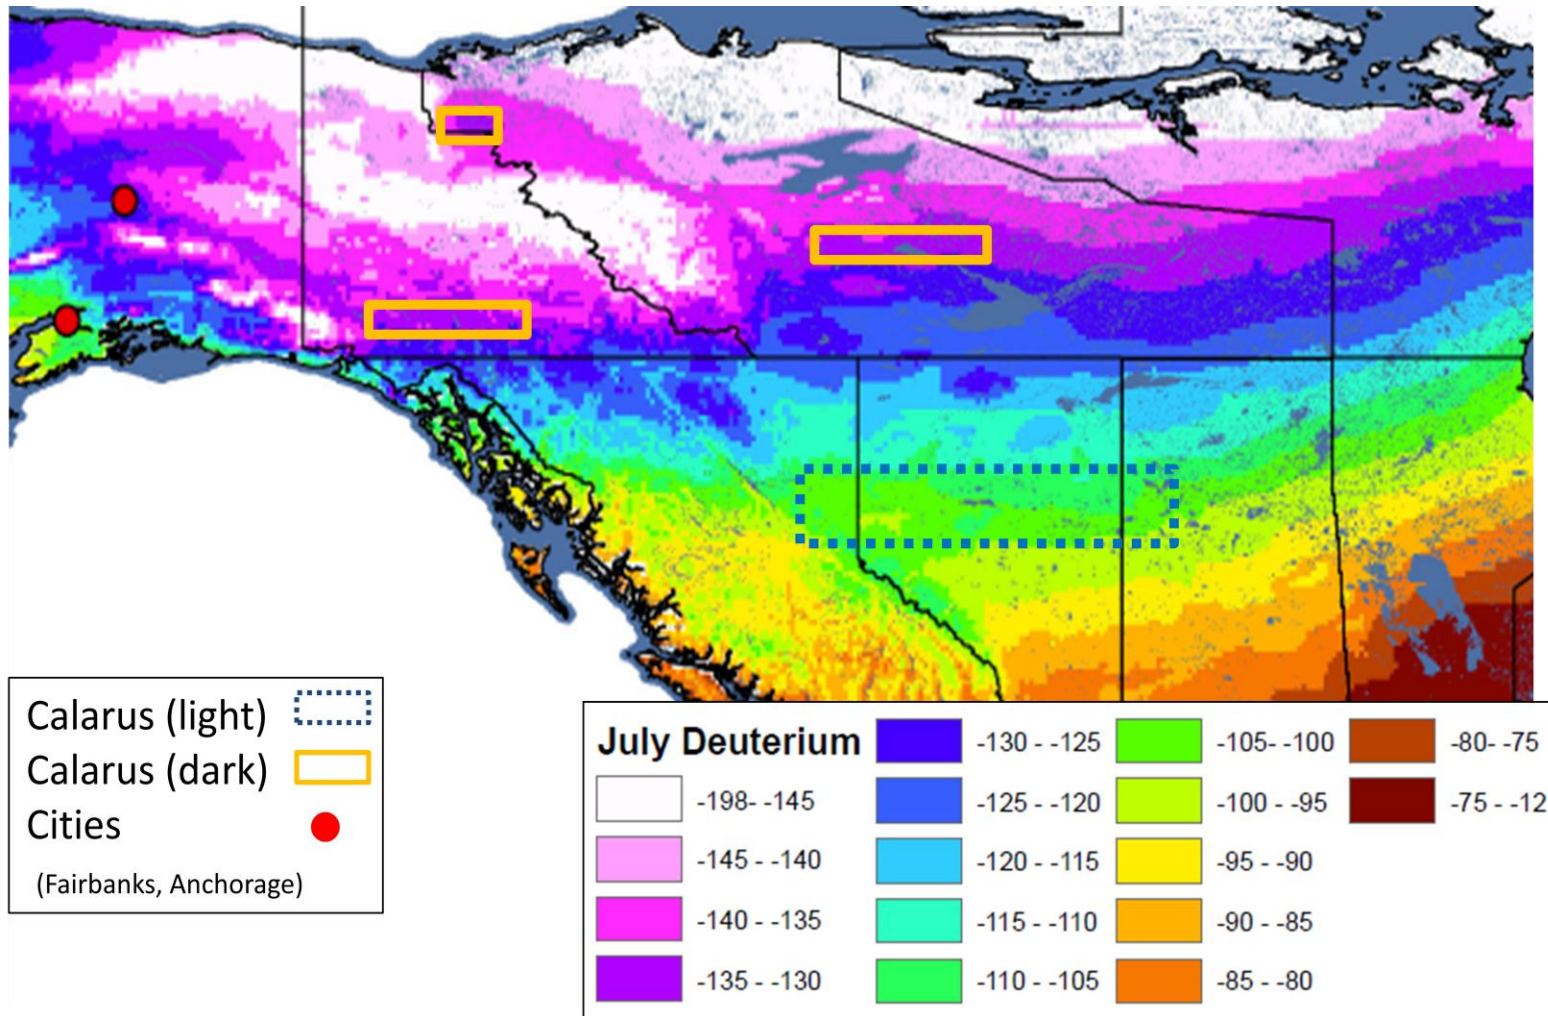 Calarus (light)
Calarus (dark)
Cities
(Fairbanks, Anchorage)
July Deuterium
-198- -145
-145 - -140
-140 - -135
-135 - -130
-130 - -125
-125 - -120
-120 - -115
-115 - -110
-110 - -105
-105- -100
-100 - -95
-95 - -90
-90 - -85
-85 - -80
-80- -75
-75 - -12